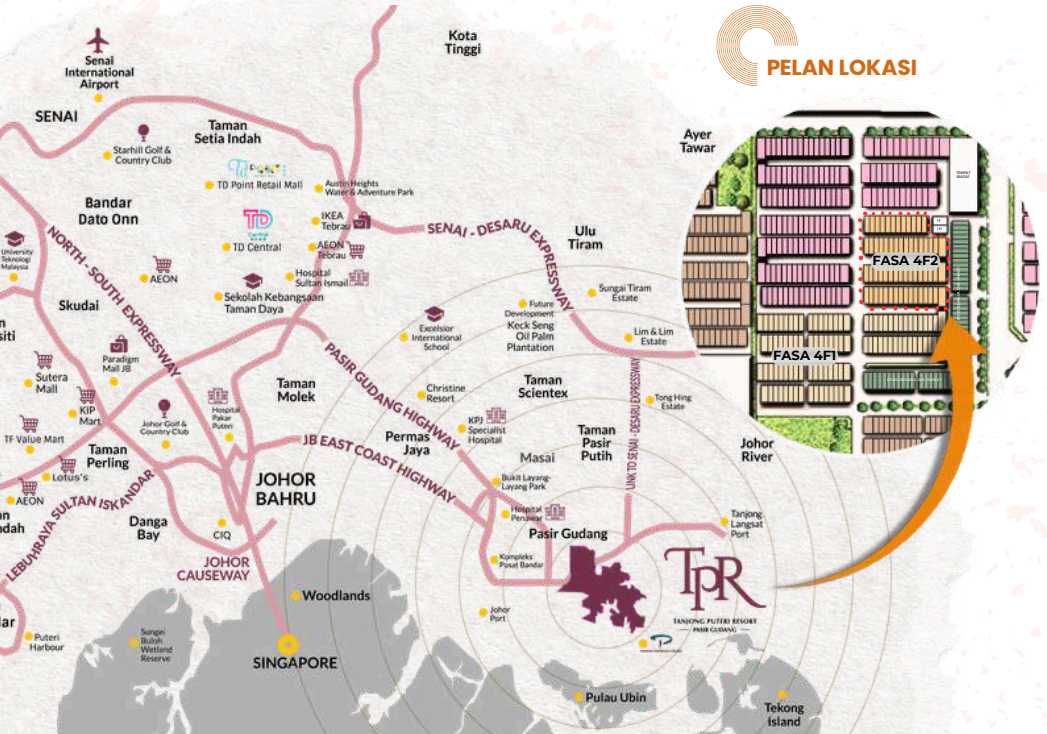 PELAN LOKASI
Senai
International
Airport
SENAI
Starhill Golf &
Country Club
Taman
Setia Indah
Kota
Tinggi
Ayer
Tawar
TD Point Retail Mall
Austin Heights
Water & Adventure Park
Bandar
Dato Onn
TD
Central
TD Central
IKEA
Tebrau
AEON
Tebrau
SENAI - DESARU EXPRESSWAY
Ulu
Tiram
University
Teknologi
Malaysia
AEON
NORTH - SOUTH EXPRESSWAY
Hospital
Sultan Ismail
Sekolah Kebangsaan
Taman Daya
Skudai
Sungai Tiram
Estate
Future
Development
Keck Seng
Oil Palm
Plantation
Excelsior
International
School
Lim & Lim
Estate
FASA 4F2
FASA 4F1
Paradigm
Mall JB
Sutera
Mall
KIP
Mart
TF Value Mart
Johor Golf &
Country Club
Hospital
Pakar
Puteri
Taman
Molek
PASIR GUDANG HIGHWAY
Christine
Resort
Taman
Scientex
Tong Hing
Estate
LINK TO SENAI - DESARU EXPRESSWAY
KPJ
Specialist
Hospital
Permas
Jaya
Taman
Pasir
Putih
Johor
River
Taman
Perling
Lotus's
AEON
JB EAST COAST HIGHWAY
Masai
JOHOR
BAHRU
Bukit Layang-
Layang Park
LEBUHRAYA SULTAN ISKANDAR
Danga
Bay
CIQ
Hospital
Penawar
Pasir Gudang
Tanjong
Langsat
Port
JOHOR
CAUSEWAY
Kompleks
Pusat Bandar
TPR
TANJONG PUTERI RESORT
PASIR GUDANG
Woodlands
Johor
Port
Puteri
Harbour
Sungei
Buloh
Wetland
Reserve
SINGAPORE
Pulau Ubin
Tekong
Island